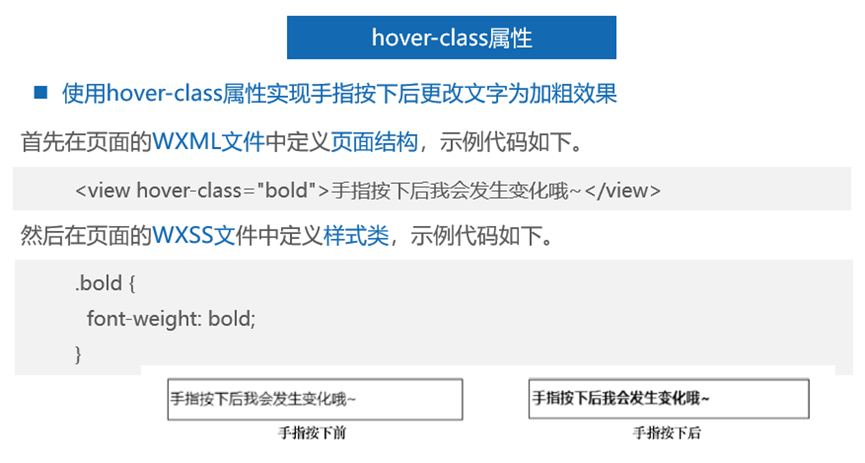 hover-class属性
使用hover-class属性实现手指按下后更改文字为加粗效果
首先在页面的WXML文件中定义页面结构，示例代码如下。
<view hover-class="bold">手指按下后我会发生变化哦~</view>
然后在页面的WXSS文件中定义样式类，示例代码如下。
.bold {
font-weight: bold;
}
手指按下后我会发生变化哦~
手指按下后我会发生变化哦~
手指按下前
手指按下后